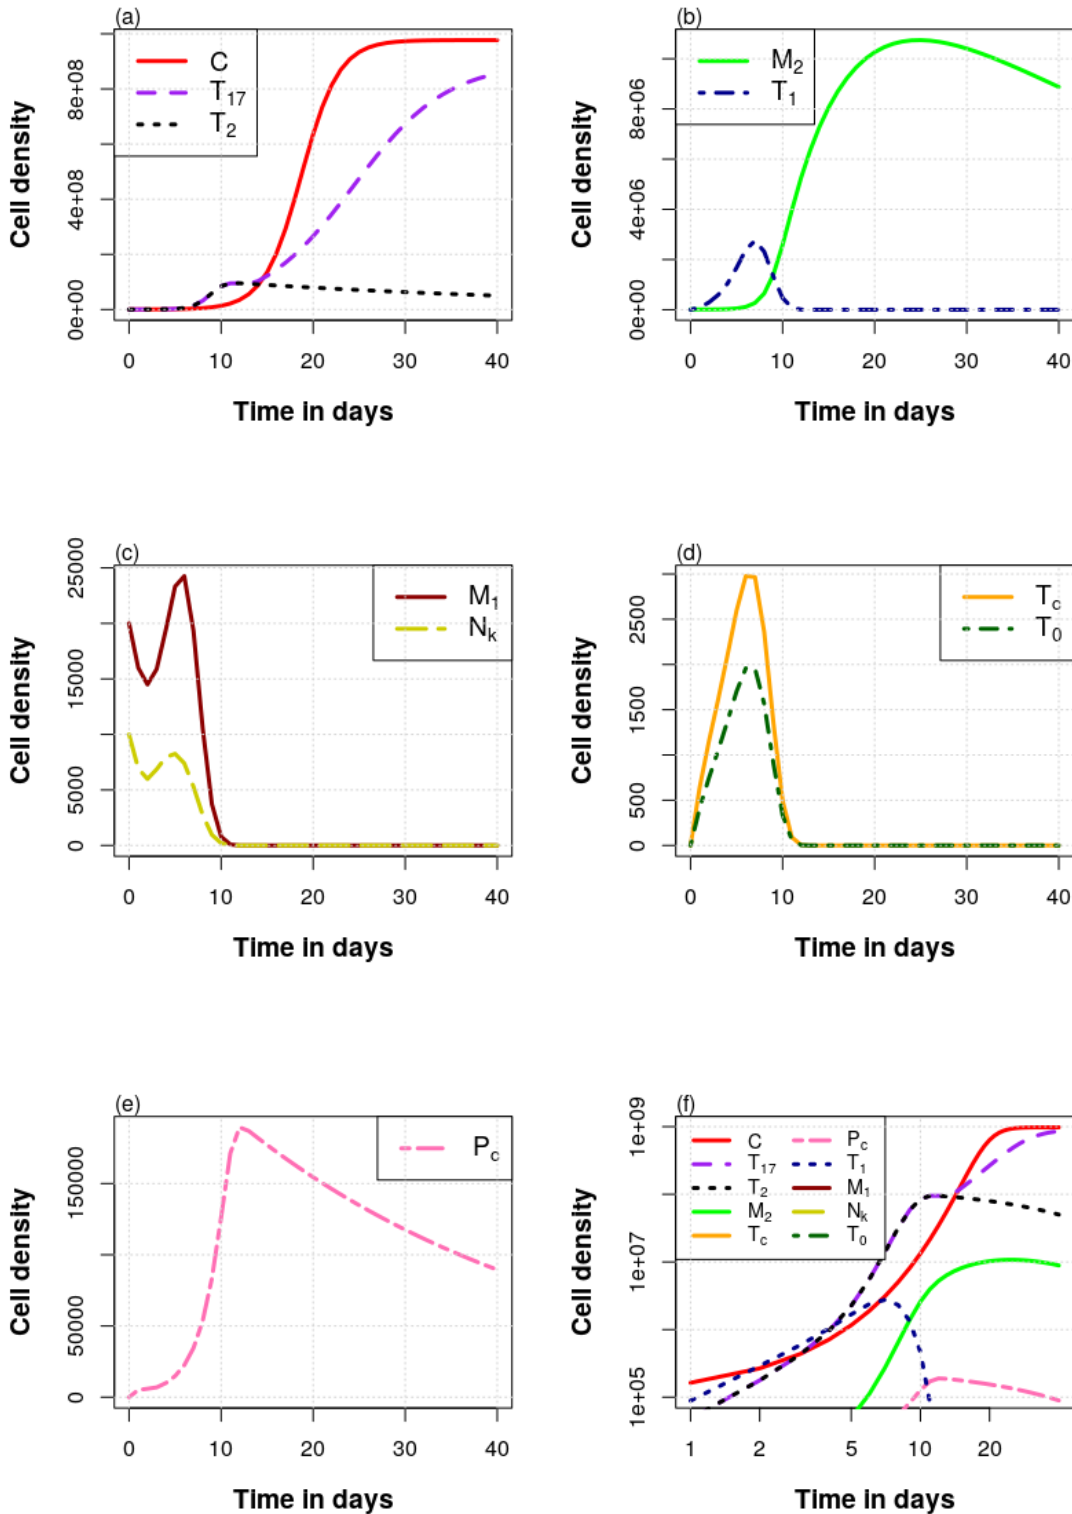 (a)
C
T17
T2
Cell density
0e+00 4e+08 8e+08
0 10 20 30 40
Time in days
(b)
M2
T1
Cell density
0e+00 4e+06 8e+06
0 10 20 30 40
Time in days
(c)
M1
Nk
Cell density
0 5000 15000 25000
0 10 20 30 40
Time in days
(d)
Tc
T0
Cell density
0 500 1500 2500
0 10 20 30 40
Time in days
(e)
Pc
Cell density
0 50000 150000
0 10 20 30 40
Time in days
(f)
C Pc
T17 T1
T2 M1
M2 Nk
Tc T0
Cell density
1e+05 1e+07 1e+09
1 2 5 10 20
Time in days